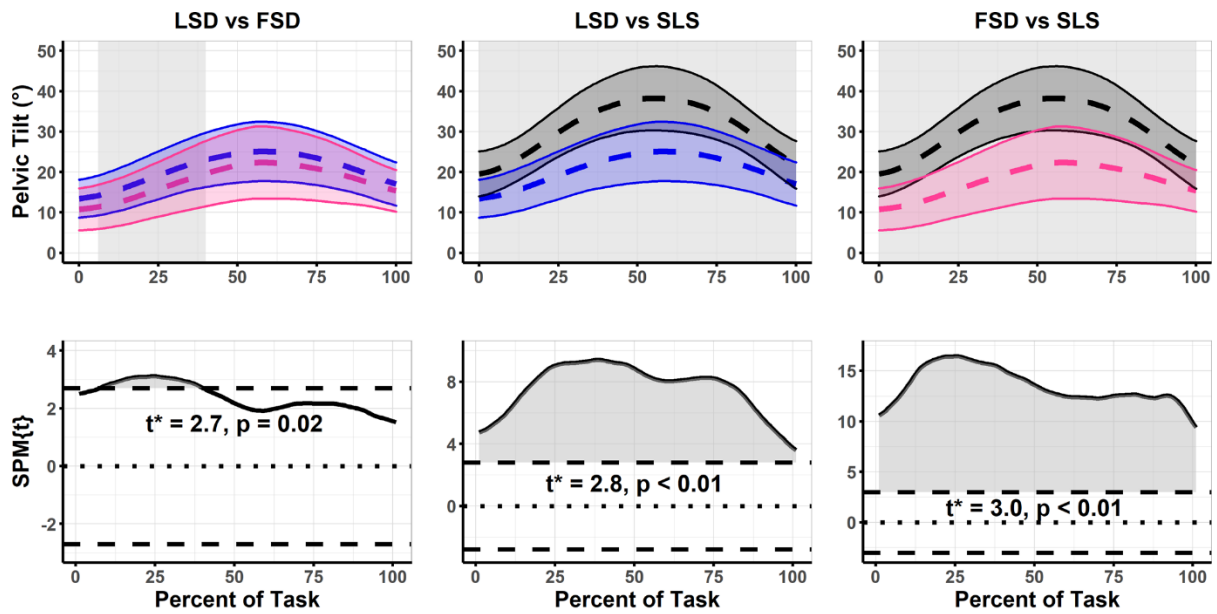 LSD vs FSD
LSD vs SLS
FSD vs SLS
Pelvic Tilt (°)
50
40
30
20
10
0
0 25 50 75 100
50
40
30
20
10
0
0 25 50 75 100
50
40
30
20
10
0
0 25 50 75 100
SPM{t}
4
2
0
-2
t* = 2.7, p = 0.02
0 25 50 75 100
Percent of Task
8
4
0
t* = 2.8, p < 0.01
0 25 50 75 100
Percent of Task
15
10
5
0
t* = 3.0, p < 0.01
0 25 50 75 100
Percent of Task